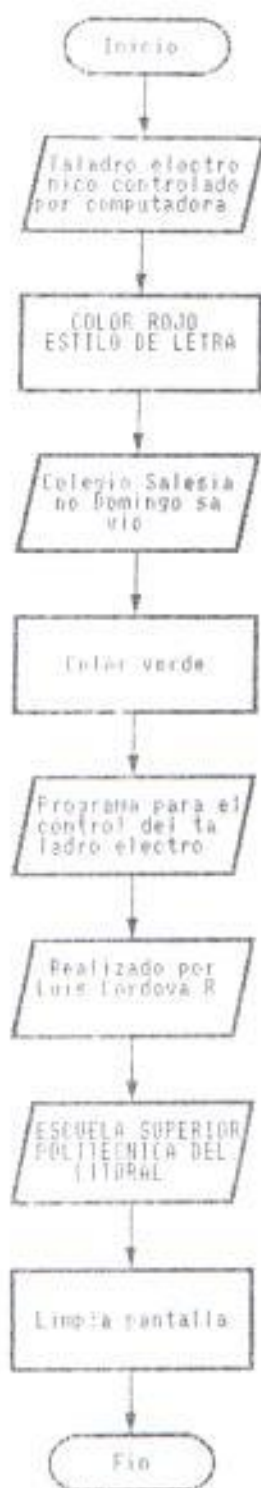 Inicio
Taladro electro
nico controlado
por computadora
COLOR ROJO
ESTILO DE LETRA
Colegio Salesia
no Domingo sa
vio
Color verde
Programa para el
control del ta
ladro electro
Realizado por
Luis Cordova R
ESCUELA SUPERIOR
POLITECNICA DEL
LITORAL
Limpia pantalla
Fin